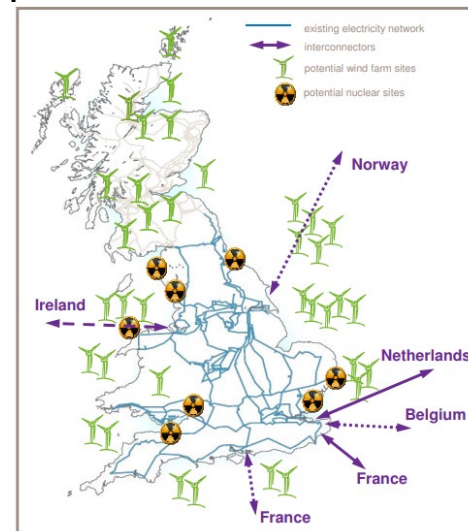 existing electricity network
interconnectors
potential wind farm sites
potential nuclear sites
Norway
Ireland
Netherlands
Belgium
France
France